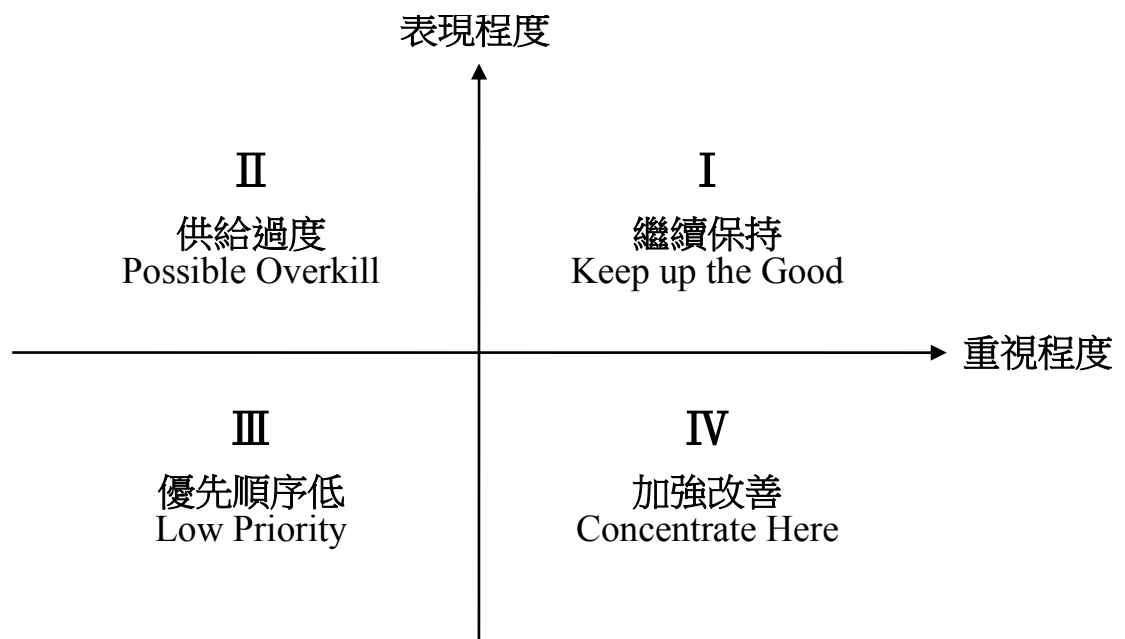 表現程度
Ⅱ
供給過度
Possible Overkill
Ⅰ
繼續保持
Keep up the Good
重視程度
Ⅲ
優先順序低
Low Priority
Ⅳ
加強改善
Concentrate Here